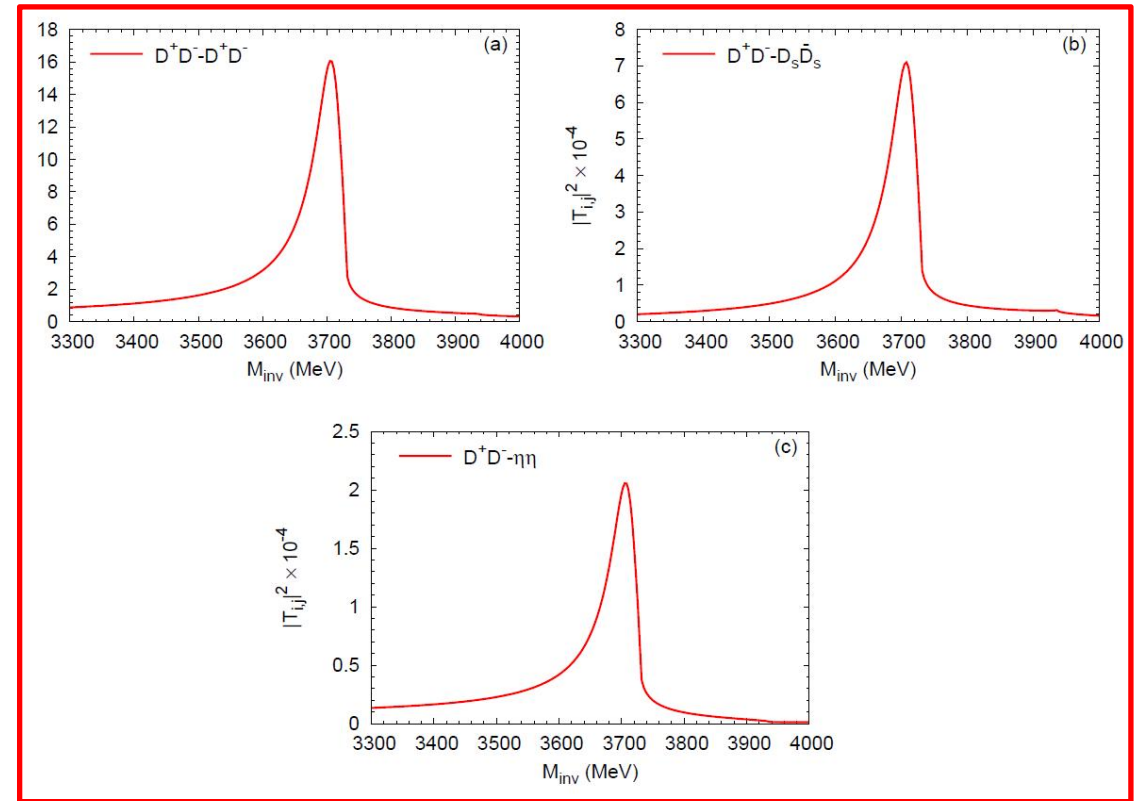 (a)
D⁺D⁻-D⁺D⁻
18
16
14
12
10
8
6
4
2
0
3300 3400 3500 3600 3700 3800 3900 4000
M_inv (MeV)
(b)
D⁺D⁻-D_S D̄_S
8
7
6
5
4
3
2
1
0
|T_i,j|² × 10⁻⁴
3300 3400 3500 3600 3700 3800 3900 4000
M_inv (MeV)
(c)
D⁺D⁻-ηη
2.5
2
1.5
1
0.5
0
|T_i,j|² × 10⁻⁴
3300 3400 3500 3600 3700 3800 3900 4000
M_inv (MeV)